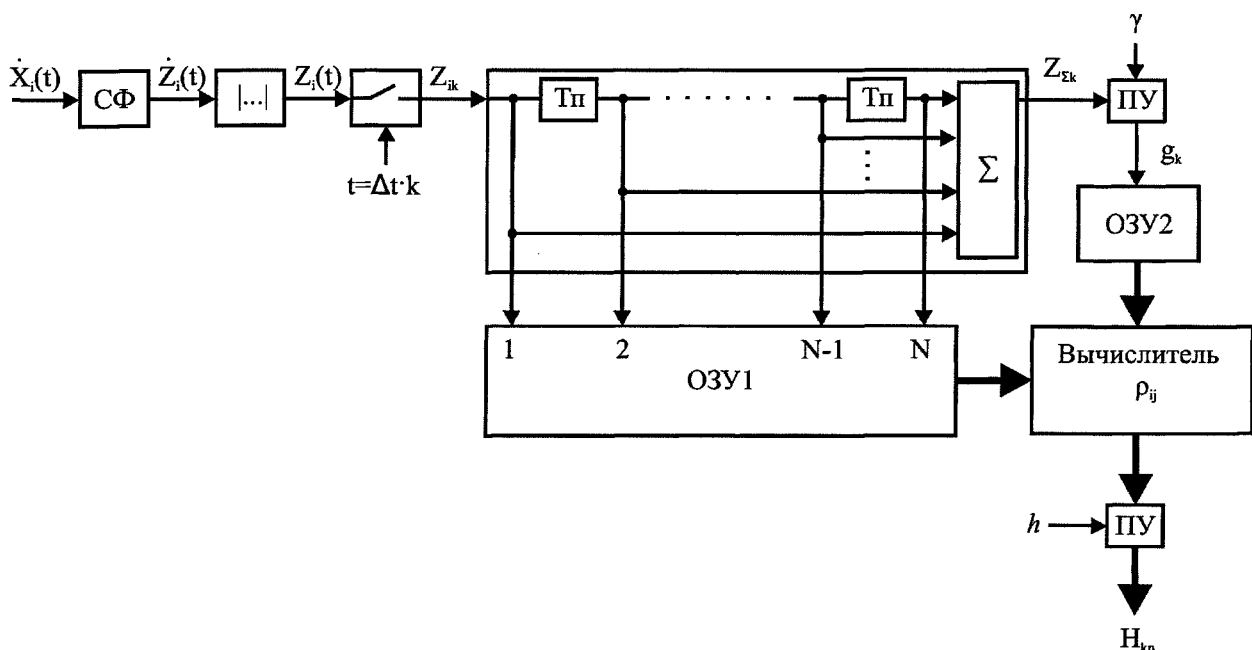 γ
Ẋᵢ(t)
СФ
Żᵢ(t)
|...|
Zᵢ(t)
t=Δt·k
Zᵢₖ
Тп
. . . . . . .
Тп
Σ
Z_Σk
ПУ
gₖ
ОЗУ2
1 2 N-1 N
ОЗУ1
Вычислитель
ρᵢⱼ
h
ПУ
Hₖₙ